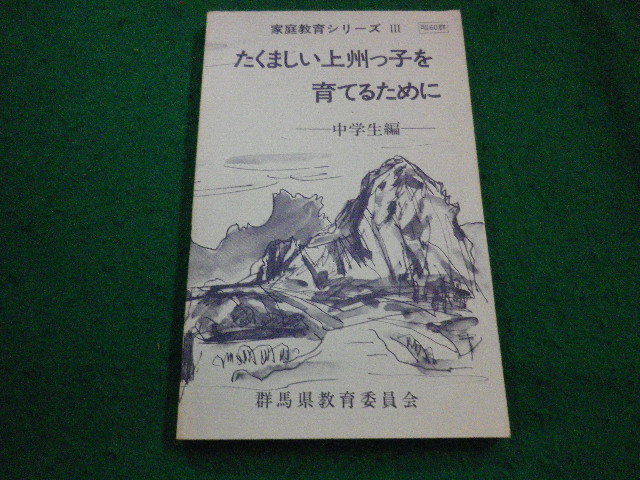 家庭教育シリーズ III
たくましい上州っ子を
育てるために
中学生編
群馬県教育委員会